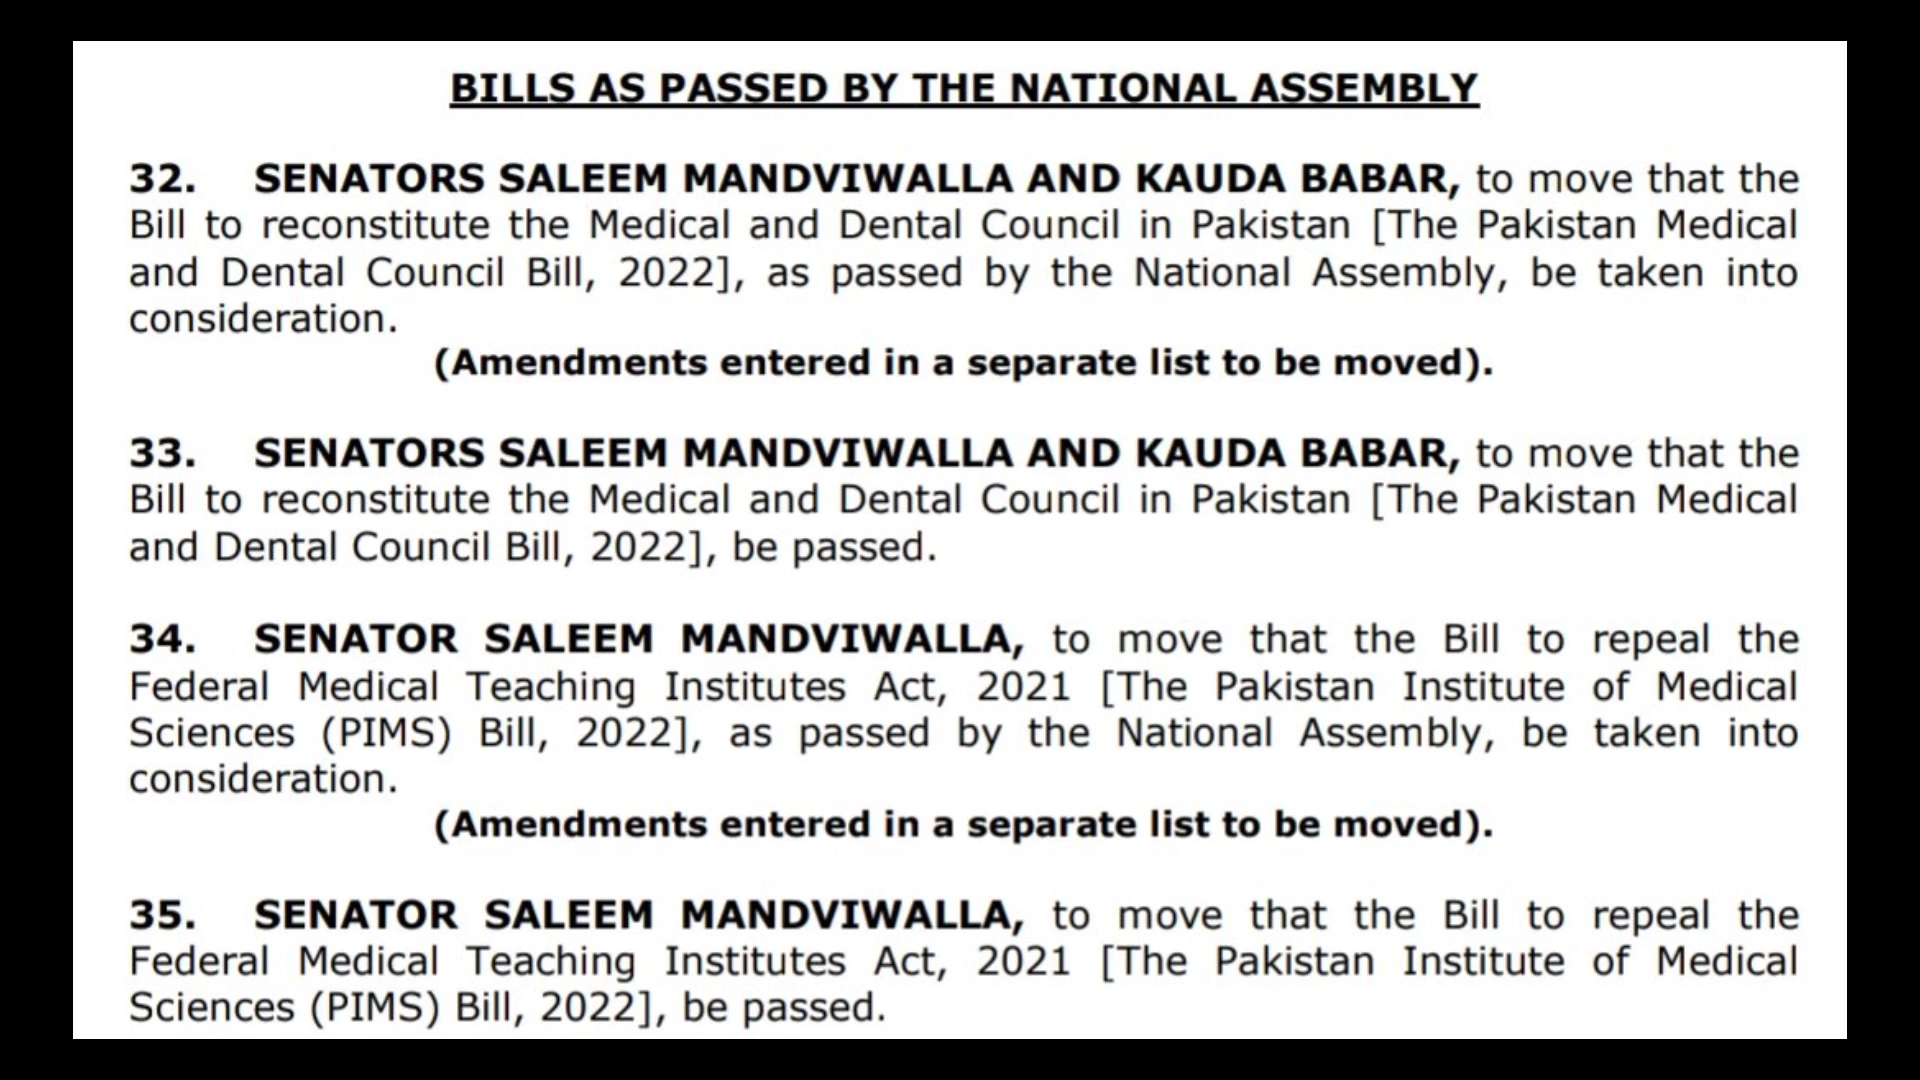 BILLS AS PASSED BY THE NATIONAL ASSEMBLY
32. SENATORS SALEEM MANDVIWALLA AND KAUDA BABAR, to move that the
Bill to reconstitute the Medical and Dental Council in Pakistan [The Pakistan Medical
and Dental Council Bill, 2022], as passed by the National Assembly, be taken into
consideration.
(Amendments entered in a separate list to be moved).
33. SENATORS SALEEM MANDVIWALLA AND KAUDA BABAR, to move that the
Bill to reconstitute the Medical and Dental Council in Pakistan [The Pakistan Medical
and Dental Council Bill, 2022], be passed.
34. SENATOR SALEEM MANDVIWALLA, to move that the Bill to repeal the
Federal Medical Teaching Institutes Act, 2021 [The Pakistan Institute of Medical
Sciences (PIMS) Bill, 2022], as passed by the National Assembly, be taken into
consideration.
(Amendments entered in a separate list to be moved).
35. SENATOR SALEEM MANDVIWALLA, to move that the Bill to repeal the
Federal Medical Teaching Institutes Act, 2021 [The Pakistan Institute of Medical
Sciences (PIMS) Bill, 2022], be passed.